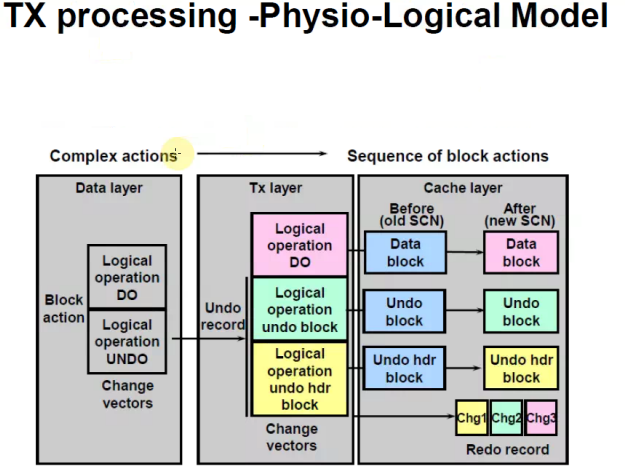 TX processing -Physio-Logical Model
Complex actions
Sequence of block actions
Data layer
Block
action
Logical
operation
DO
Logical
operation
UNDO
Change
vectors
Tx layer
Undo
record
Logical
operation
DO
Logical
operation
undo block
Logical
operation
undo hdr
block
Change
vectors
Cache layer
Before
(old SCN)
After
(new SCN)
Data
block
Data
block
Undo
block
Undo
block
Undo hdr
block
Undo hdr
block
Chg1 Chg2 Chg3
Redo record